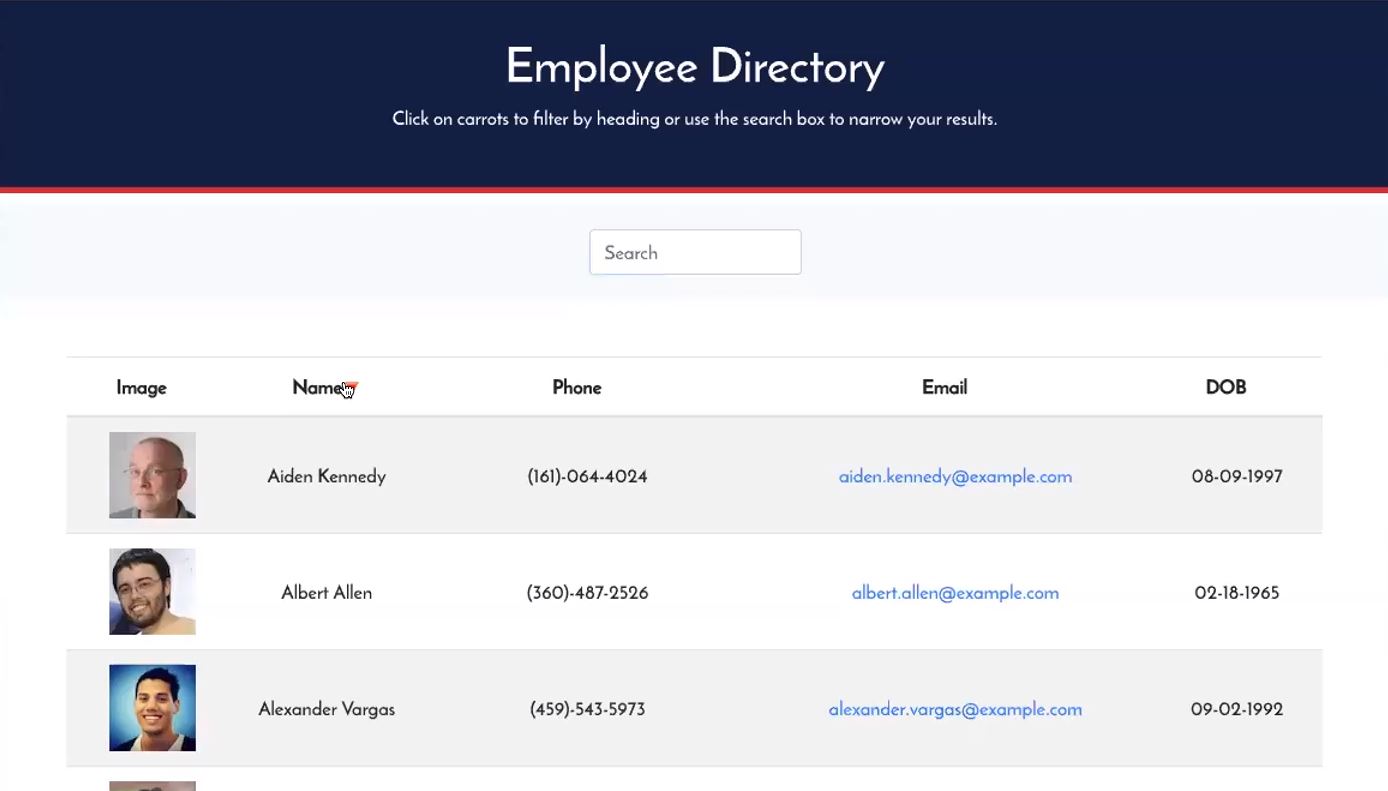 Employee Directory
Click on carrots to filter by heading or use the search box to narrow your results.
Search
Image Name Phone Email DOB
Aiden Kennedy (161)-064-4024 aiden.kennedy@example.com 08-09-1997
Albert Allen (360)-487-2526 albert.allen@example.com 02-18-1965
Alexander Vargas (459)-543-5973 alexander.vargas@example.com 09-02-1992